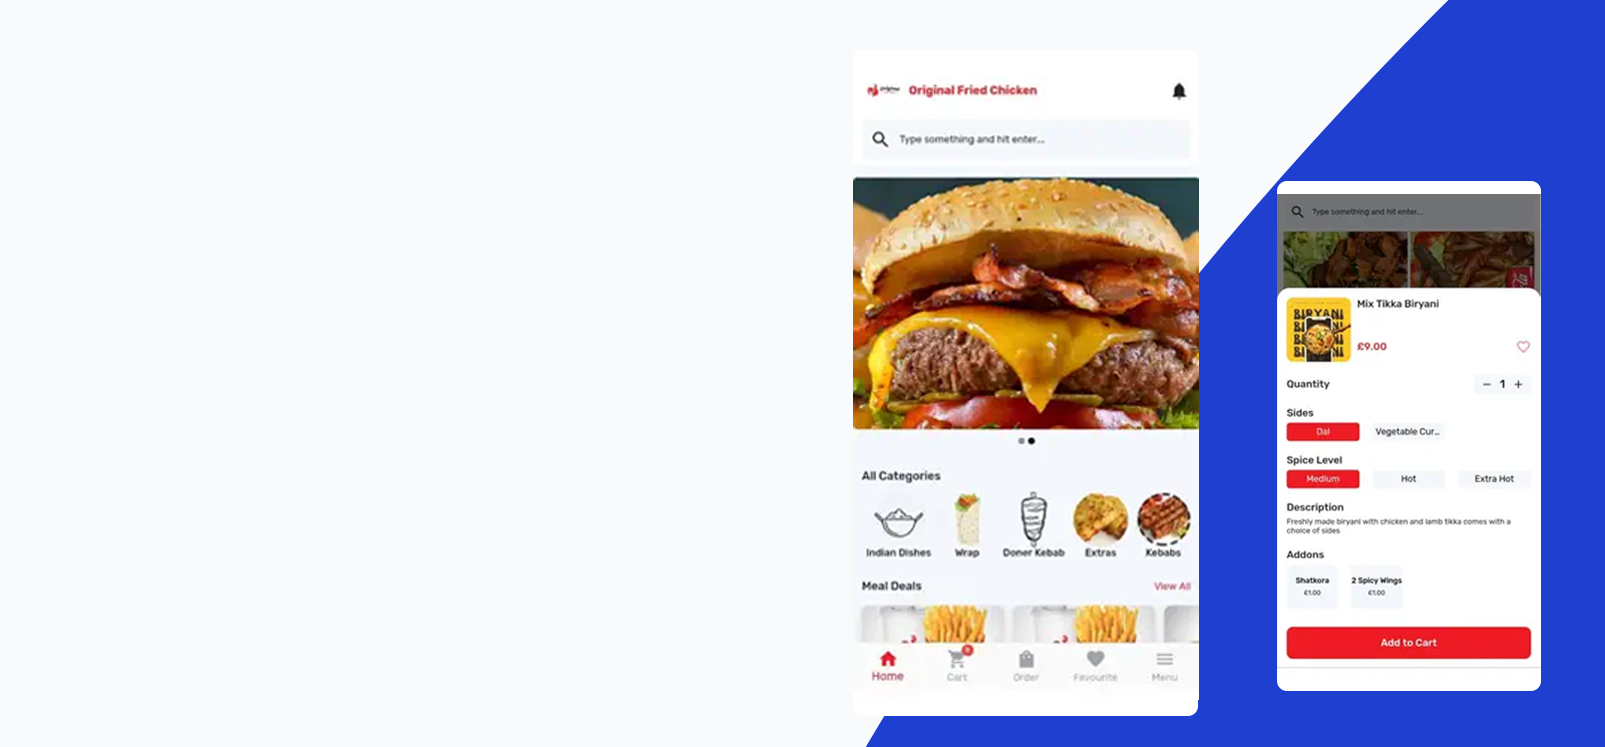 Original Fried Chicken
Type something and hit enter...
All Categories
Indian Dishes
Wrap
Doner Kebab
Extras
Kebabs
Meal Deals
View All
Home
Cart
Order
Favourite
Menu
Type something and hit enter...
BIRYANI
Mix Tikka Biryani
£9.00
Quantity
1
Sides
Dal
Vegetable Cur...
Spice Level
Medium
Hot
Extra Hot
Description
Freshly made biryani with chicken and lamb tikka comes with a
choice of sides
Addons
Shatkora
2 Spicy Wings
£1.00
£1.00
Add to Cart